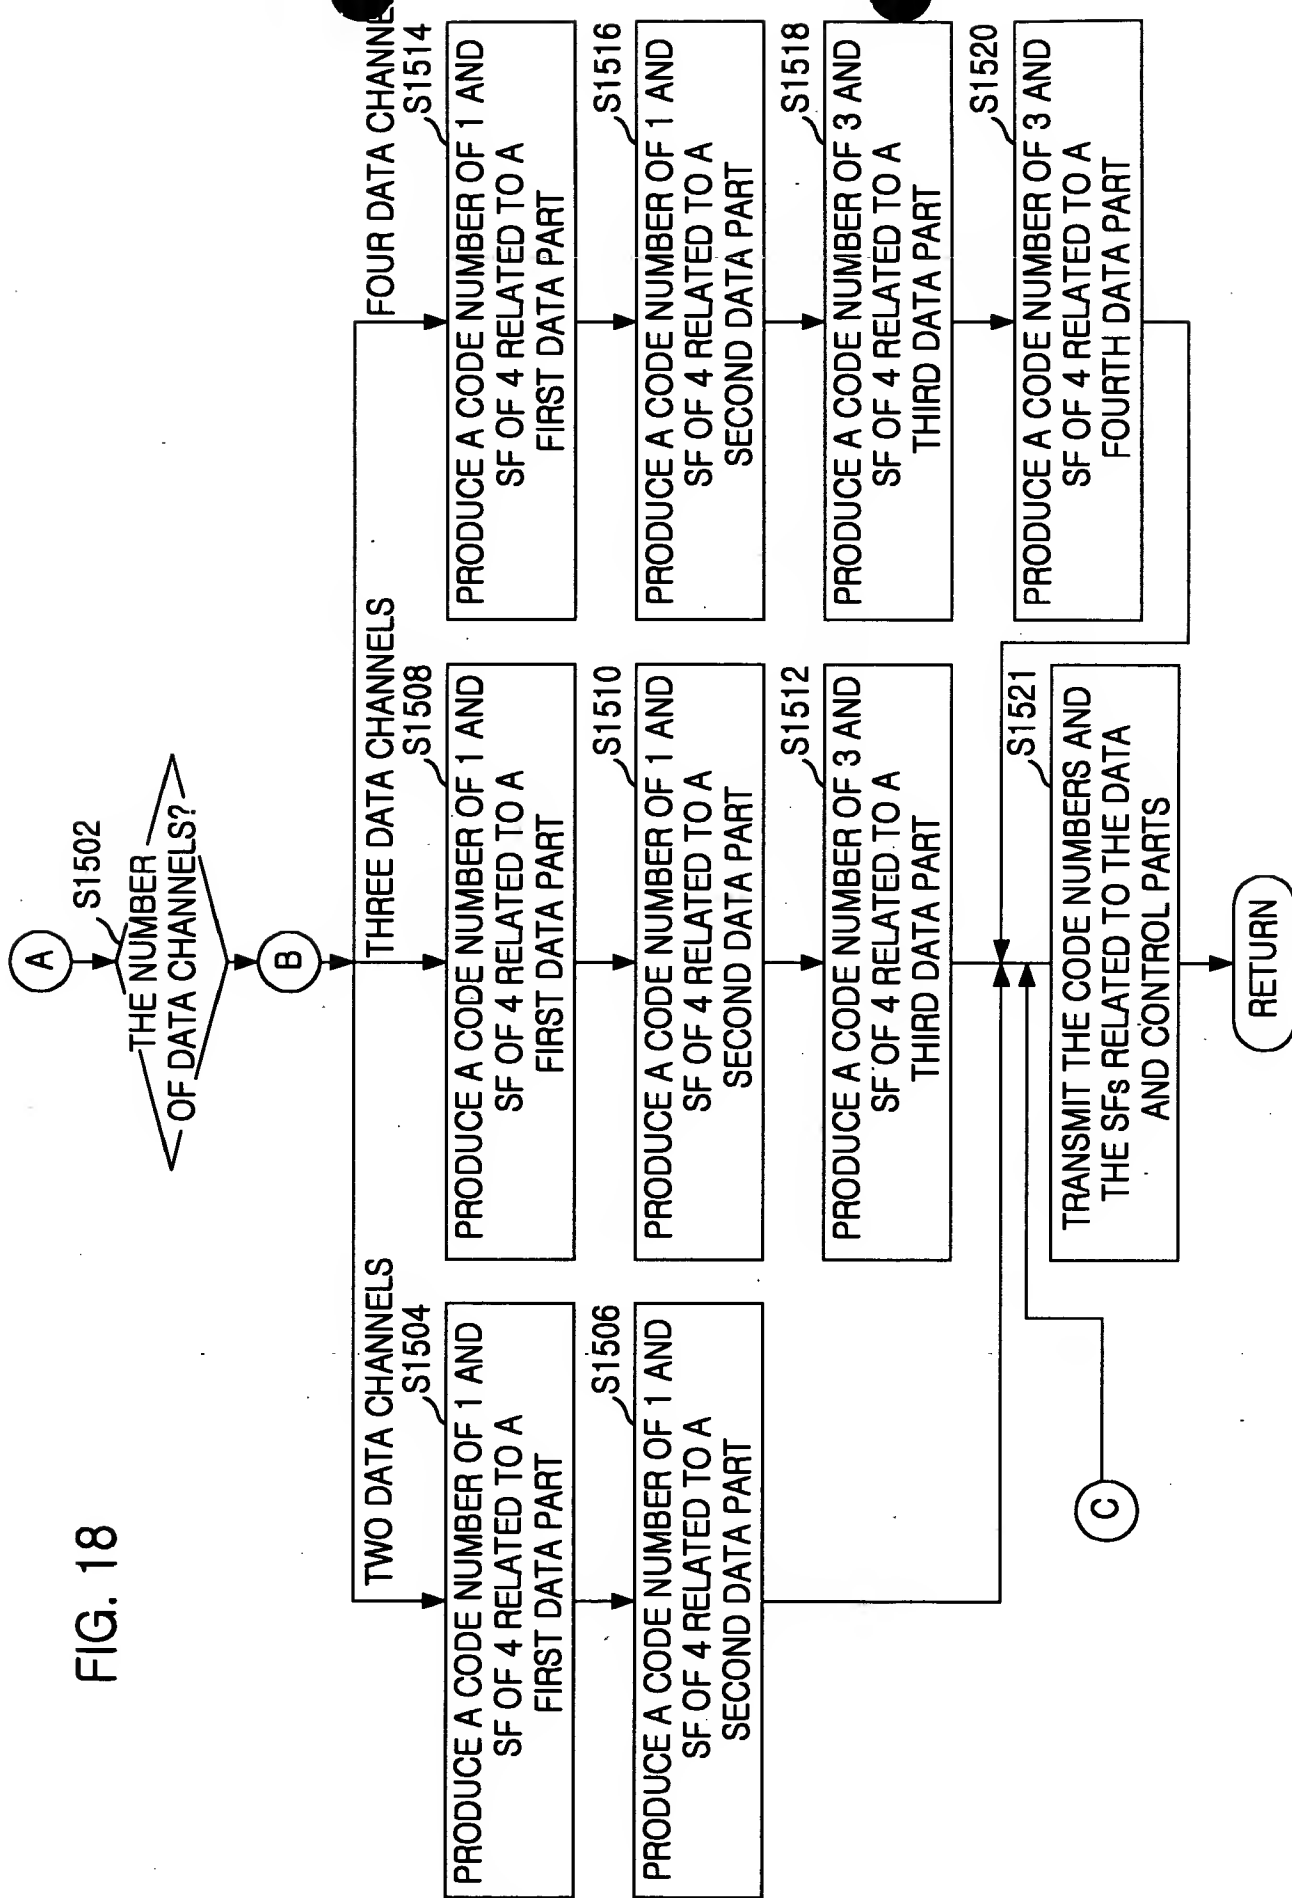 FIG. 18
A
S1502
THE NUMBER
OF DATA CHANNELS?
B
TWO DATA CHANNELS
S1504
PRODUCE A CODE NUMBER OF 1 AND
SF OF 4 RELATED TO A
FIRST DATA PART
S1506
PRODUCE A CODE NUMBER OF 1 AND
SF OF 4 RELATED TO A
SECOND DATA PART
THREE DATA CHANNELS
S1508
PRODUCE A CODE NUMBER OF 1 AND
SF OF 4 RELATED TO A
FIRST DATA PART
S1510
PRODUCE A CODE NUMBER OF 1 AND
SF OF 4 RELATED TO A
SECOND DATA PART
S1512
PRODUCE A CODE NUMBER OF 3 AND
SF OF 4 RELATED TO A
THIRD DATA PART
FOUR DATA CHANNE
S1514
PRODUCE A CODE NUMBER OF 1 AND
SF OF 4 RELATED TO A
FIRST DATA PART
S1516
PRODUCE A CODE NUMBER OF 1 AND
SF OF 4 RELATED TO A
SECOND DATA PART
S1518
PRODUCE A CODE NUMBER OF 3 AND
SF OF 4 RELATED TO A
THIRD DATA PART
S1520
PRODUCE A CODE NUMBER OF 3 AND
SF OF 4 RELATED TO A
FOURTH DATA PART
C
S1521
TRANSMIT THE CODE NUMBERS AND
THE SFs RELATED TO THE DATA
AND CONTROL PARTS
RETURN